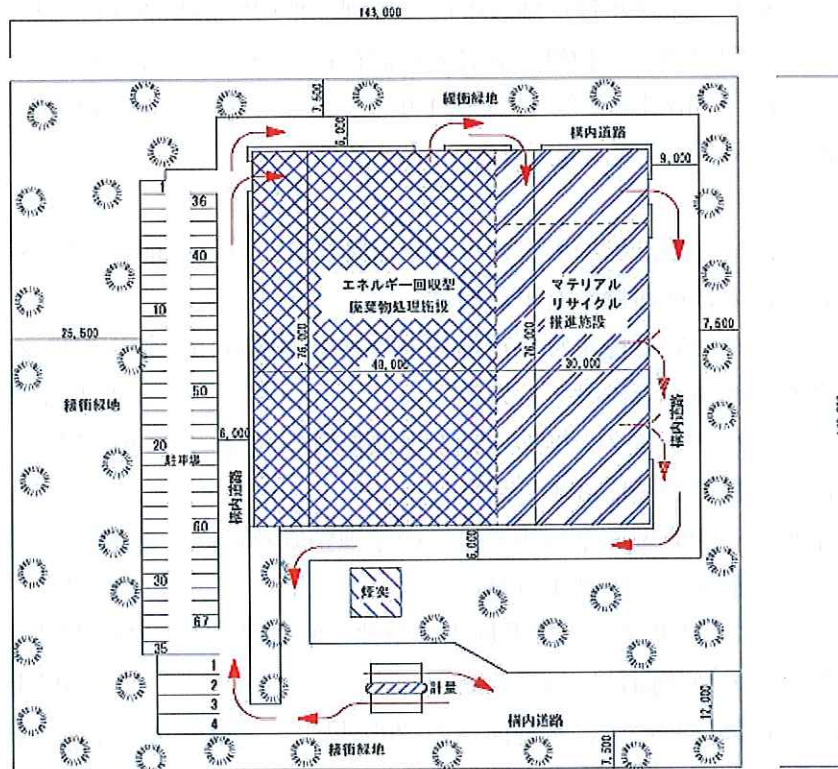 143,000
7,500
緩衝緑地
6,000
構内道路
9,000
1
36
40
エネルギー回収型
廃棄物処理施設
マテリアル
リサイクル
推進施設
10
25,500
76,000
76,000
7,500
30,000
緩衝緑地
50
構内道路
20
駐車場
6,000
60
構内道路
6,000
30
煙突
67
35
1
2
計量
3
12,000
4
構内道路
緩衝緑地
7,500